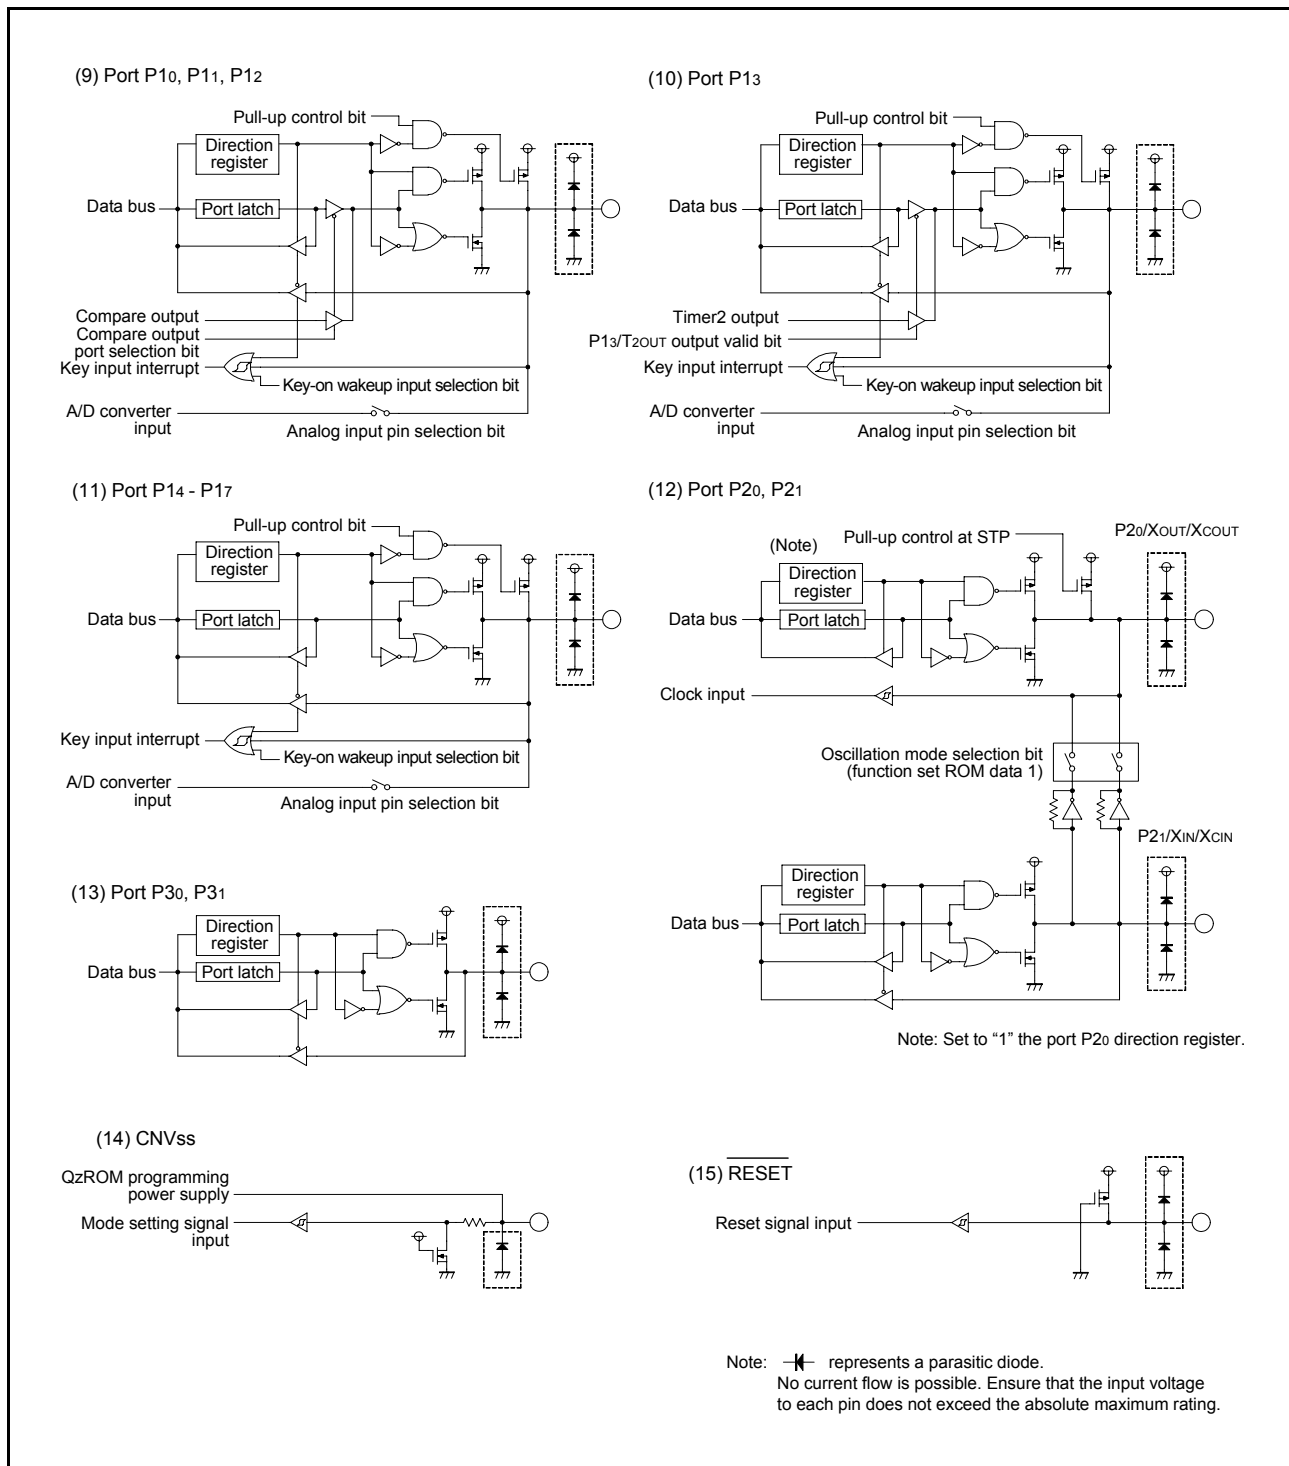 (9) Port P10, P11, P12
Pull-up control bit
Direction
register
Data bus
Port latch
Compare output
Compare output
port selection bit
Key input interrupt
Key-on wakeup input selection bit
A/D converter
input
Analog input pin selection bit
(10) Port P13
Pull-up control bit
Direction
register
Data bus
Port latch
Timer2 output
P13/T2OUT output valid bit
Key input interrupt
Key-on wakeup input selection bit
A/D converter
input
Analog input pin selection bit
(11) Port P14 - P17
Pull-up control bit
Direction
register
Data bus
Port latch
Key input interrupt
Key-on wakeup input selection bit
A/D converter
input
Analog input pin selection bit
(12) Port P20, P21
Pull-up control at STP
P20/XOUT/XCOUT
(Note)
Direction
register
Data bus
Port latch
Clock input
Oscillation mode selection bit
(function set ROM data 1)
P21/XIN/XCIN
Direction
register
Data bus
Port latch
Note: Set to “1” the port P20 direction register.
(13) Port P30, P31
Direction
register
Data bus
Port latch
(14) CNVss
QzROM programming
power supply
Mode setting signal
input
(15) RESET
Reset signal input
Note: represents a parasitic diode.
No current flow is possible. Ensure that the input voltage
to each pin does not exceed the absolute maximum rating.